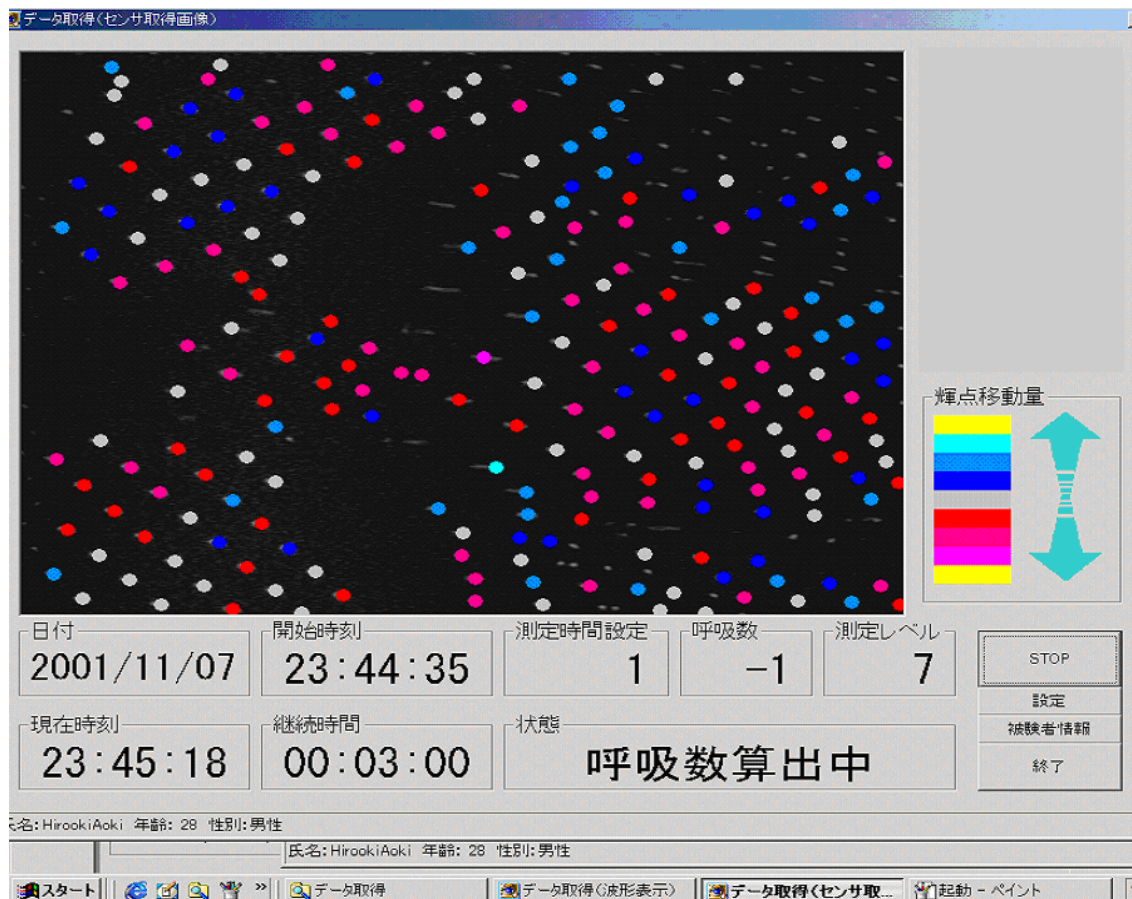 データ取得(センサ取得画像)
輝点移動量
日付
2001/11/07
開始時刻
23:44:35
測定時間設定
1
呼吸数
-1
測定レベル
7
STOP
設定
被験者情報
終了
現在時刻
23:45:18
継続時間
00:03:00
状態
呼吸数算出中
氏名:HirookiAoki 年齢: 28 性別:男性
氏名:HirookiAoki 年齢: 28 性別:男性
スタート
»
データ取得
データ取得(波形表示)
データ取得(センサ取...
起動 - ペイント